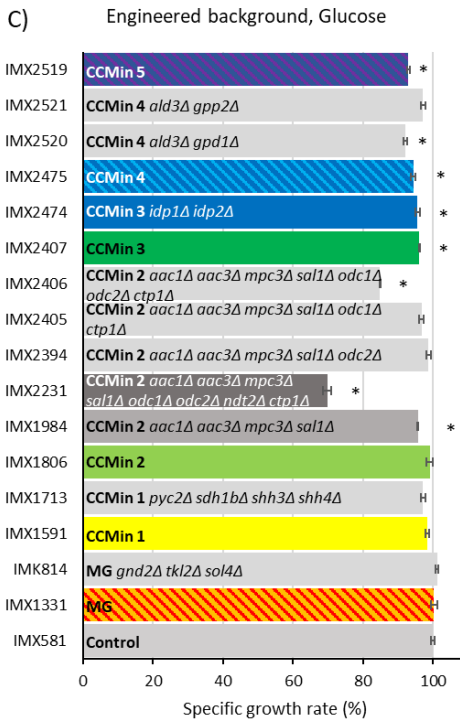 C)
Engineered background, Glucose
IMX2519
CCMin 5
*
IMX2521
CCMin 4 ald3Δ gpp2Δ
IMX2520
CCMin 4 ald3Δ gpd1Δ
*
IMX2475
CCMin 4
*
IMX2474
CCMin 3 idp1Δ idp2Δ
*
IMX2407
CCMin 3
*
IMX2406
CCMin 2 aac1Δ aac3Δ mpc3Δ sal1Δ odc1Δ
odc2Δ ctp1Δ
*
IMX2405
CCMin 2 aac1Δ aac3Δ mpc3Δ sal1Δ odc1Δ
ctp1Δ
IMX2394
CCMin 2 aac1Δ aac3Δ mpc3Δ sal1Δ odc2Δ
IMX2231
CCMin 2 aac1Δ aac3Δ mpc3Δ
sal1Δ odc1Δ odc2Δ ndt2Δ ctp1Δ
*
IMX1984
CCMin 2 aac1Δ aac3Δ mpc3Δ sal1Δ
*
IMX1806
CCMin 2
IMX1713
CCMin 1 pyc2Δ sdh1bΔ shh3Δ shh4Δ
IMX1591
CCMin 1
IMK814
MG gnd2Δ tkl2Δ sol4Δ
IMX1331
MG
IMX581
Control
0 20 40 60 80 100
Specific growth rate (%)